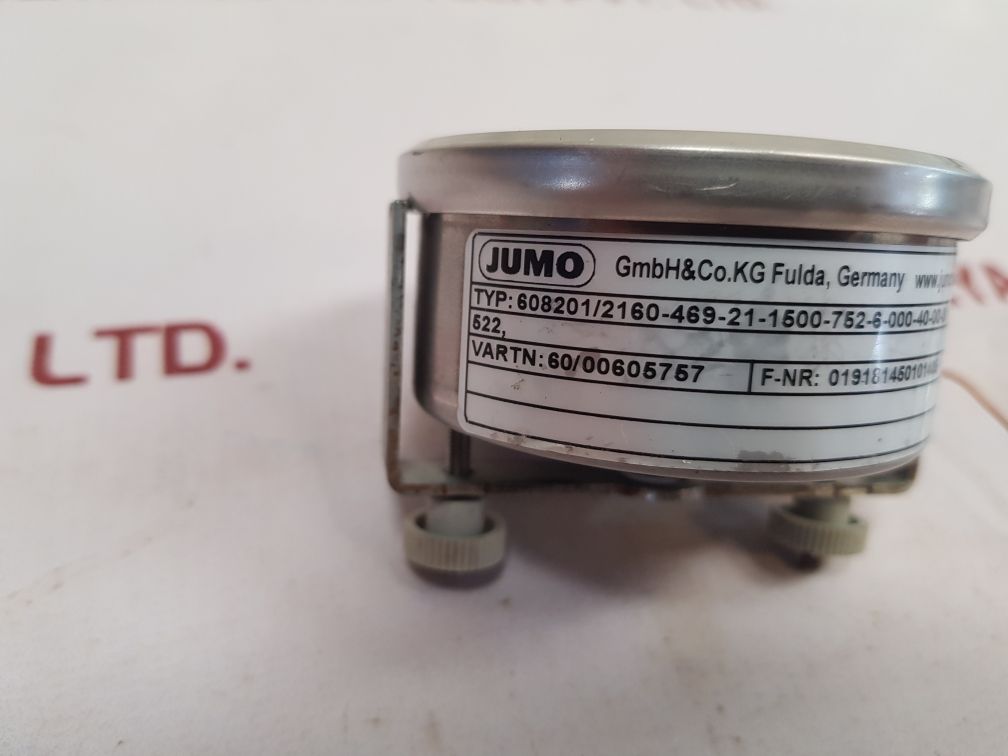 JUMO GmbH&Co.KG Fulda, Germany
TYP: 608201/2160-469-21-1500-752-6-000-40-00-
522,
VARTN: 60/00605757 F-NR:
LTD.